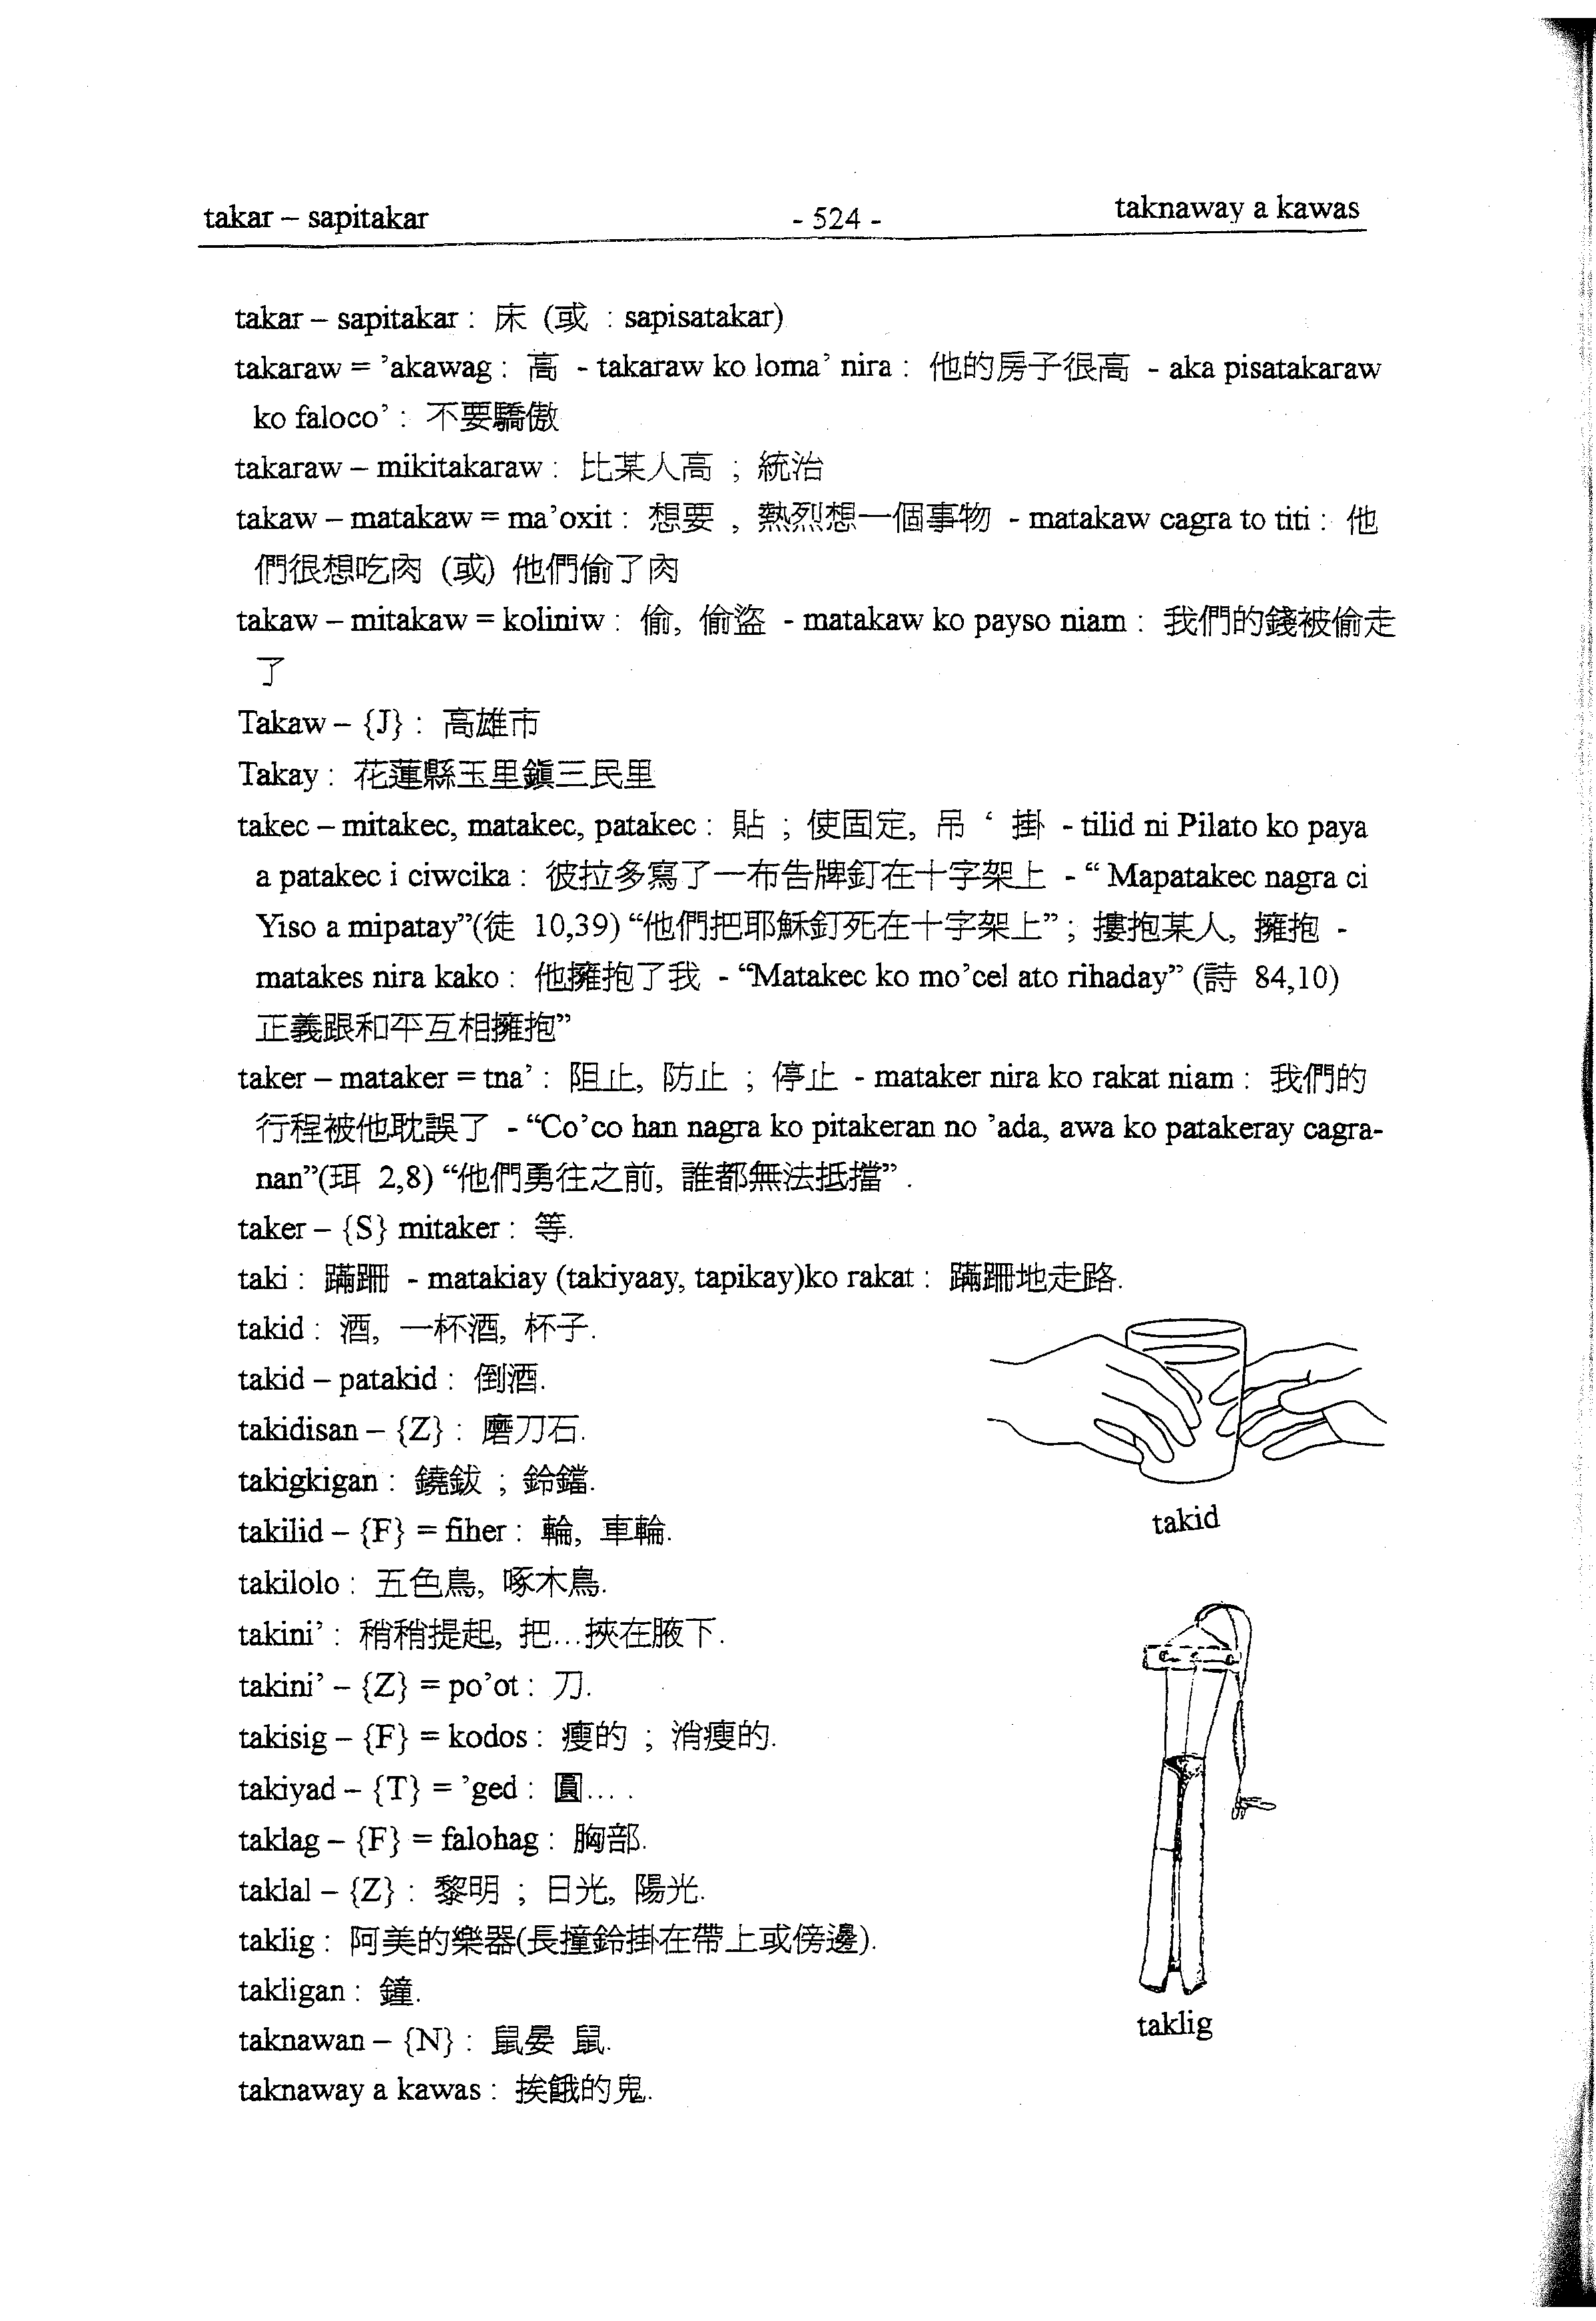 takar – sapitakar - 524 - taknaway a kawas
takar – sapitakar : 床 (或 : sapisatakar)
takaraw = ’akawag : 高 - takaraw ko loma’ nira : 他的房子很高 - aka pisatakaraw
ko faloco’ : 不要驕傲
takaraw – mikitakaraw : 比某人高 ; 統治
takaw – matakaw = ma’oxit : 想要 , 熱烈想一個事物 - matakaw cagra to titi : 他
們很想吃肉 (或) 他們偷了肉
takaw – mitakaw = koliniw : 偷, 偷盜 - matakaw ko payso niam : 我們的錢被偷走
了
Takaw – {J} : 高雄市
Takay : 花蓮縣玉里鎮三民里
takec – mitakec, matakec, patakec : 貼 ; 使固定, 吊 ‘ 掛 - tilid ni Pilato ko paya
a patakec i ciwcika : 彼拉多寫了一布告牌釘在十字架上 - “ Mapatakec nagra ci
Yiso a mipatay”(徒 10,39) “他們把耶穌釘死在十字架上” ; 摟抱某人, 擁抱 -
matakes nira kako : 他擁抱了我 - “Matakec ko mo’cel ato rihaday” (詩 84,10)
正義跟和平互相擁抱”
taker – mataker = tna’ : 阻止, 防止 ; 停止 - mataker nira ko rakat niam : 我們的
行程被他耽誤了 - “Co’co han nagra ko pitakeran no ’ada, awa ko patakeray cagra-
nan”(珥 2,8) “他們勇往之前, 誰都無法抵擋” .
taker – {S} mitaker : 等.
taki : 蹣跚 - matakiay (takiyaay, tapikay)ko rakat : 蹣跚地走路.
takid : 酒, 一杯酒, 杯子.
takid – patakid : 倒酒.
takidisan – {Z} : 磨刀石.
takigkigan : 鐃鈸 ; 鈴鐺.
takid
takilid – {F} = fiher : 輪, 車輪.
takilolo : 五色鳥, 啄木鳥.
takini’ : 稍稍提起, 把…挾在腋下.
takini’ – {Z} = po’ot : 刀.
takisig – {F} = kodos : 瘦的 ; 消瘦的.
takiyad – {T} = ’ged : 圓… .
taklag – {F} = falohag : 胸部.
taklal – {Z} : 黎明 ; 日光, 陽光.
taklig : 阿美的樂器(長撞鈴掛在帶上或傍邊).
takligan : 鐘.
taklig
taknawan – {N} : 鼠晏 鼠.
taknaway a kawas : 挨餓的鬼.